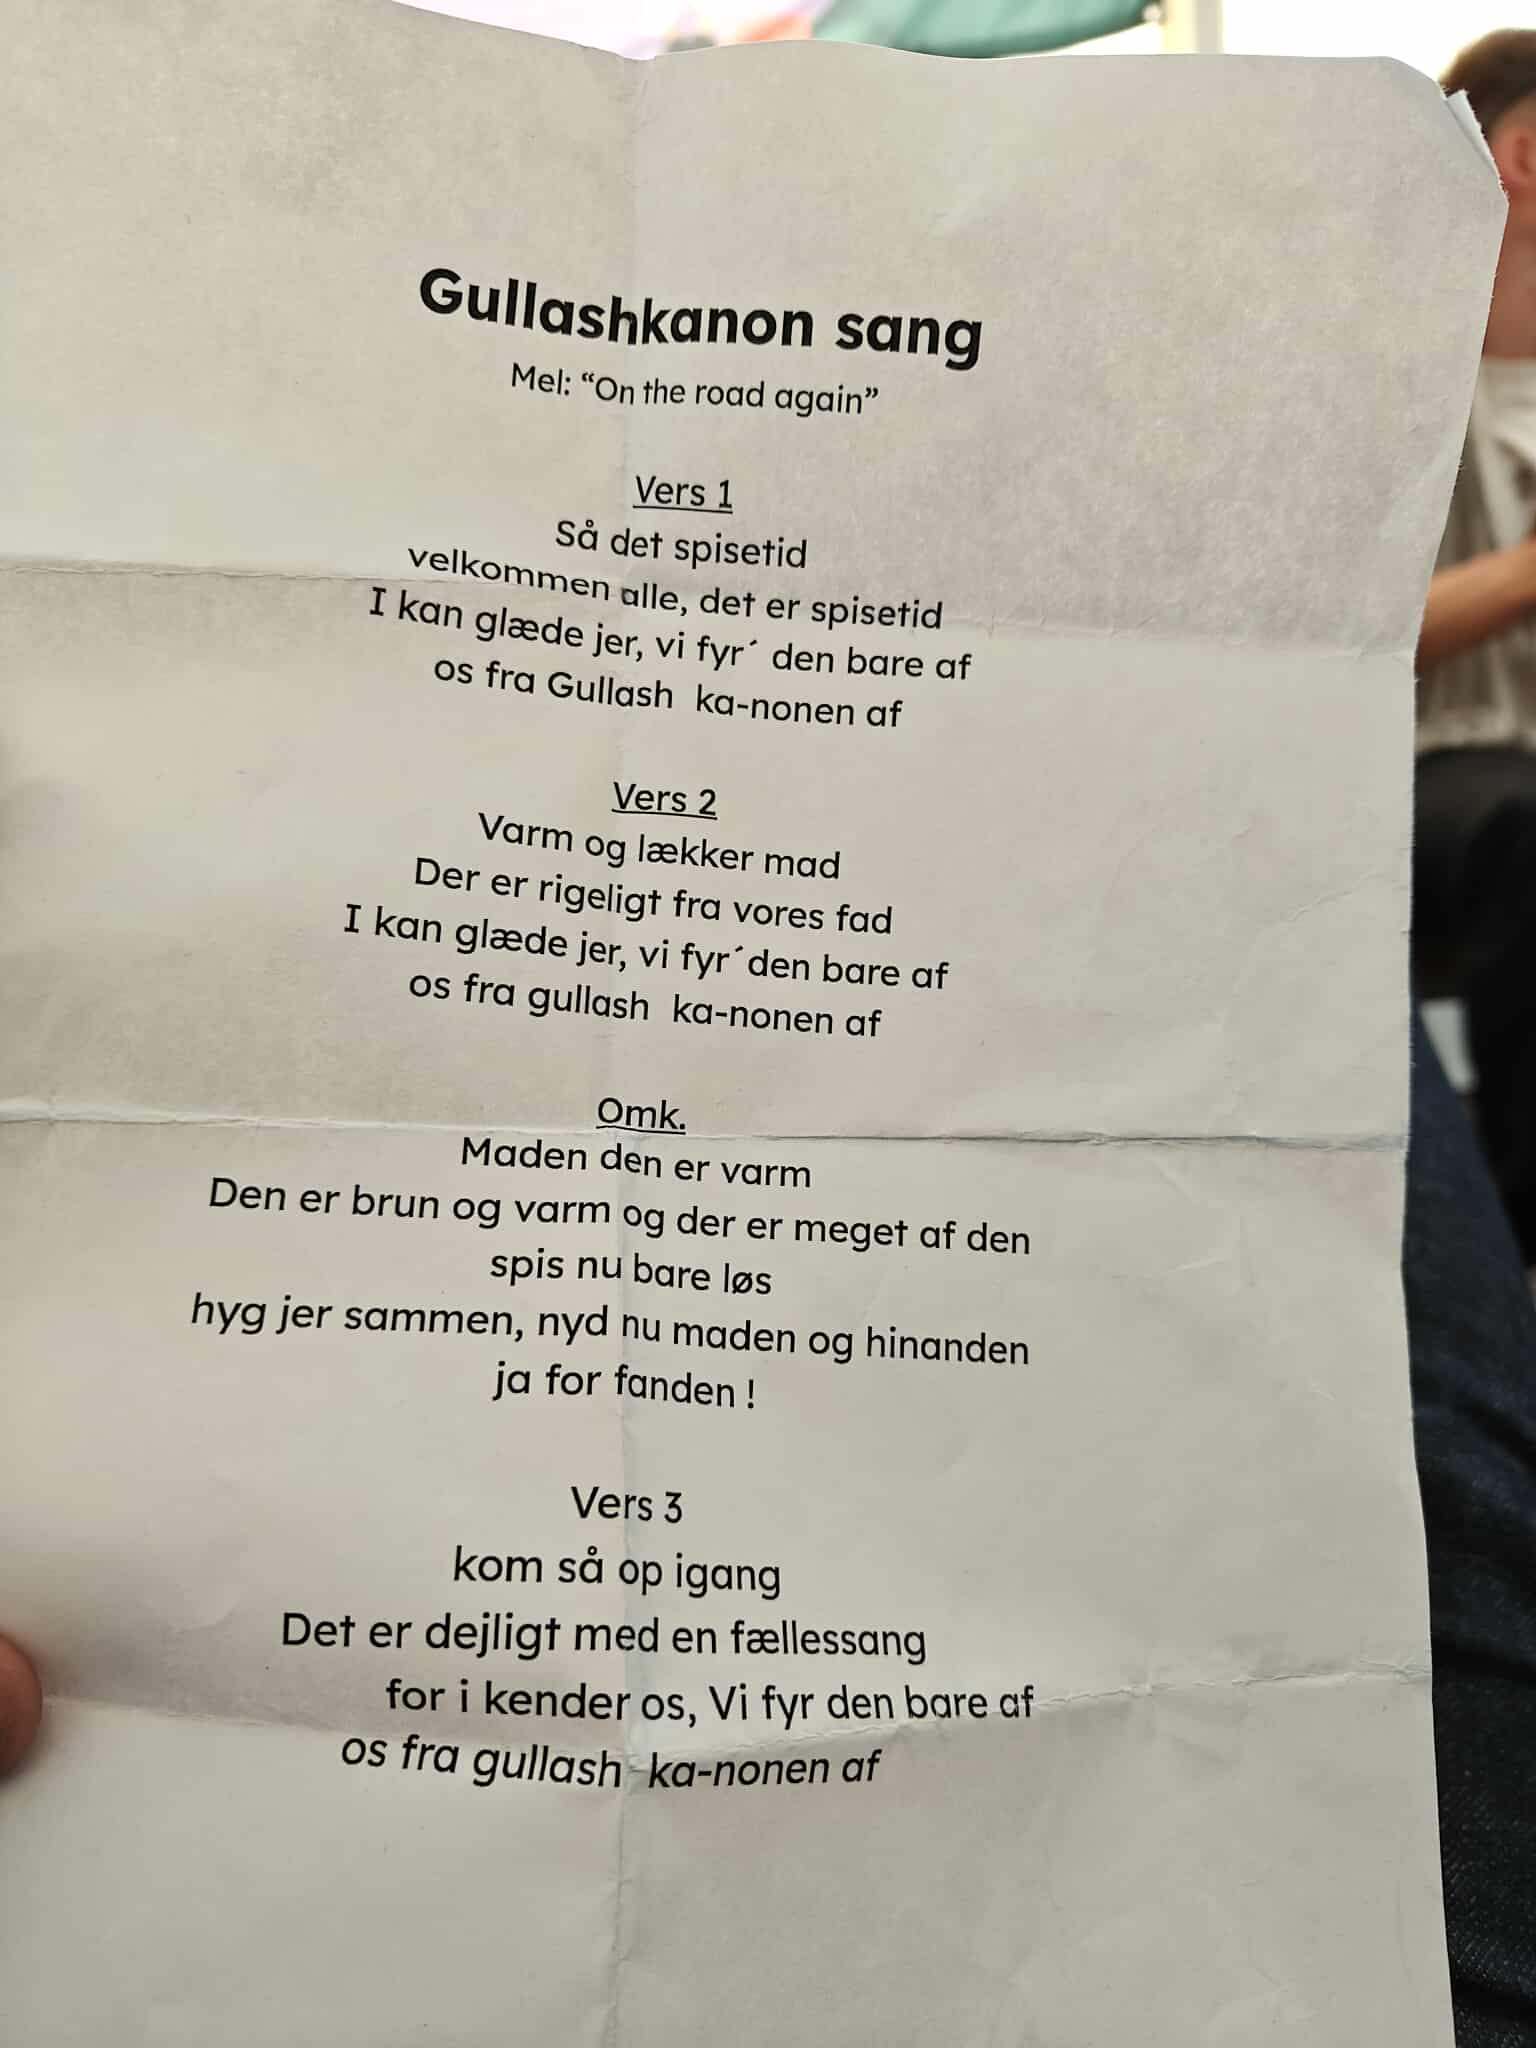 Gullashkanon sang
Mel: “On the road again”
Vers 1
Så det spisetid
velkommen alle, det er spisetid
I kan glæde jer, vi fyr´ den bare af
os fra Gullash ka-nonen af
Vers 2
Varm og lækker mad
Der er rigeligt fra vores fad
I kan glæde jer, vi fyr´den bare af
os fra gullash ka-nonen af
Omk.
Maden den er varm
Den er brun og varm og der er meget af den
spis nu bare løs
hyg jer sammen, nyd nu maden og hinanden
ja for fanden !
Vers 3
kom så op igang
Det er dejligt med en fællessang
for i kender os, Vi fyr den bare af
os fra gullash ka-nonen af